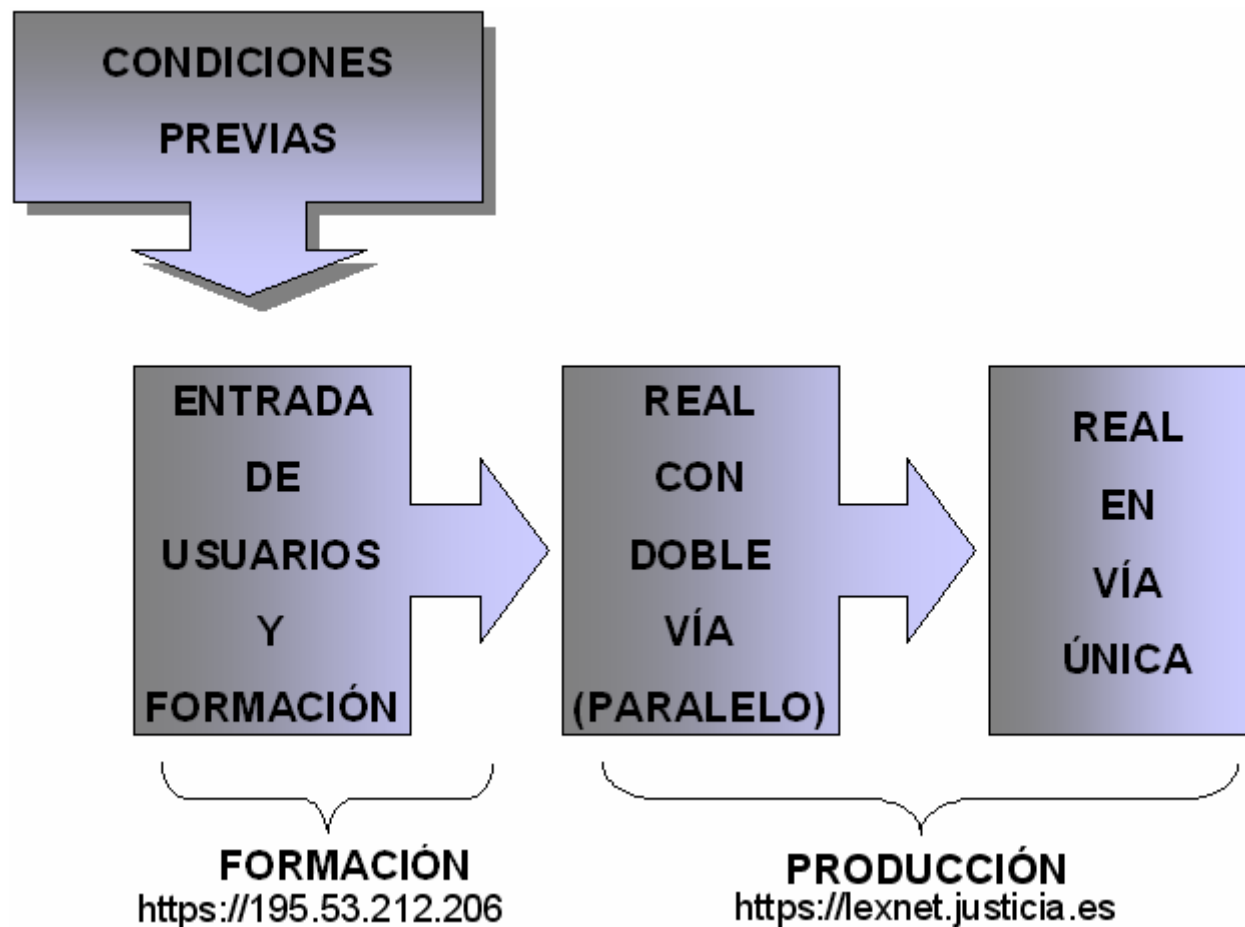 CONDICIONES
PREVIAS
ENTRADA
DE
USUARIOS
Y
FORMACIÓN
REAL
CON
DOBLE
VÍA
(PARALELO)
REAL
EN
VÍA
ÚNICA
FORMACIÓN
https://195.53.212.206
PRODUCCIÓN
https://lexnet.justicia.es